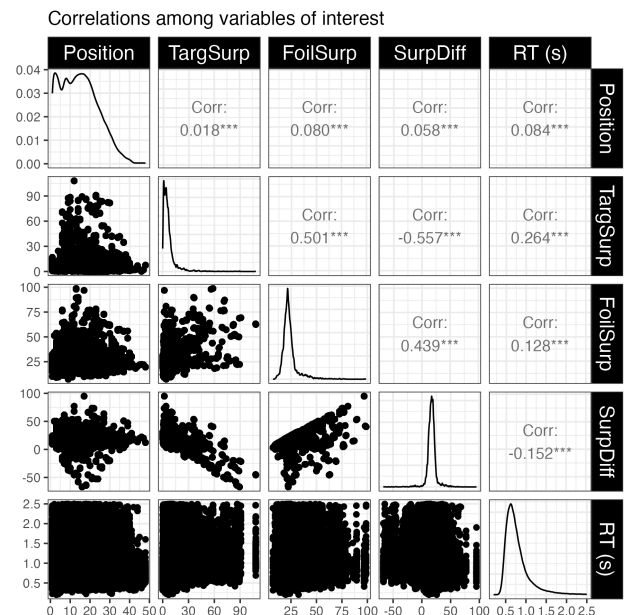 Correlations among variables of interest
Position TargSurp FoilSurp SurpDiff RT (s)
0.04
0.03
0.02
0.01
0.00
Corr:
0.018***
Corr:
0.080***
Corr:
0.058***
Corr:
0.084***
Position
90
60
30
0
Corr:
0.501***
Corr:
-0.557***
Corr:
0.264***
TargSurp
100
75
50
25
Corr:
0.439***
Corr:
0.128***
FoilSurp
100
50
0
-50
Corr:
-0.152***
SurpDiff
2.5
2.0
1.5
1.0
0.5
RT (s)
0 10 20 30 40 50 0 30 60 90 25 50 75 100 -50 0 50 100 0.5 1.0 1.5 2.0 2.5